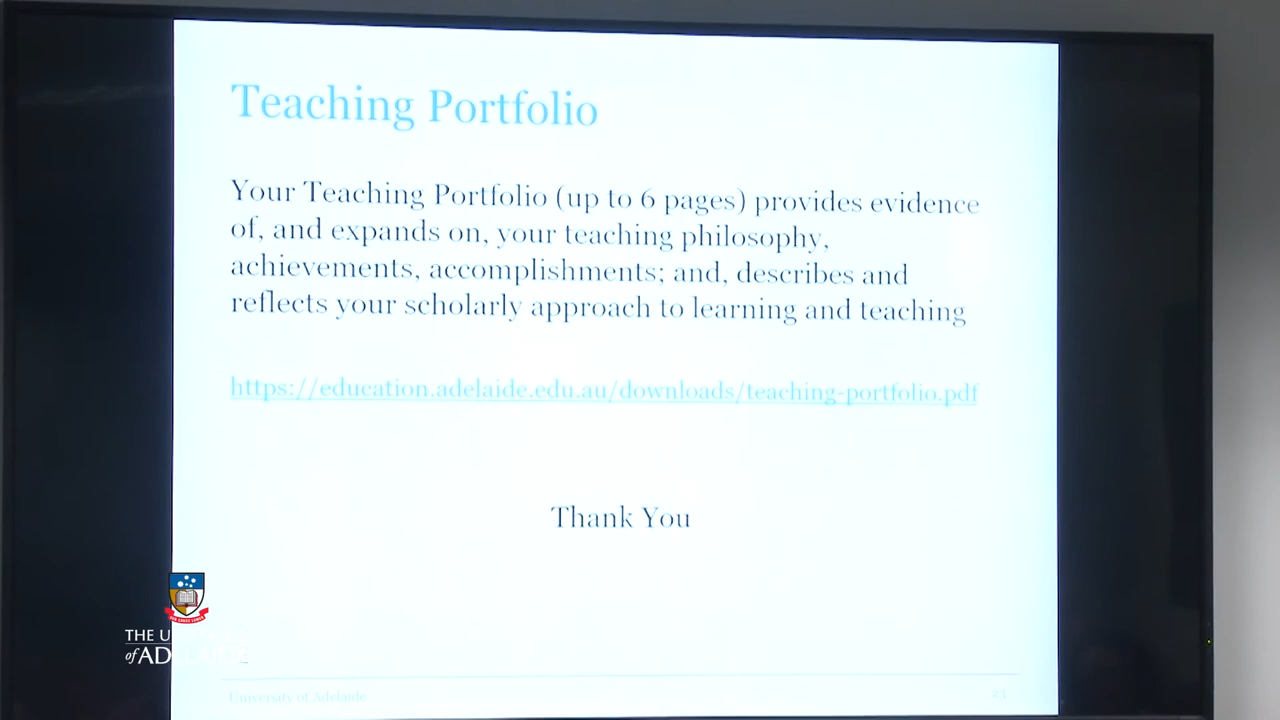 Teaching Portfolio
Your Teaching Portfolio (up to 6 pages) provides evidence
of, and expands on, your teaching philosophy,
achievements, accomplishments; and, describes and
reflects your scholarly approach to learning and teaching
https://education.adelaide.edu.au/downloads/teaching-portfolio.pdf
Thank You
THE
of ADELAIDE
University of Adelaide
23